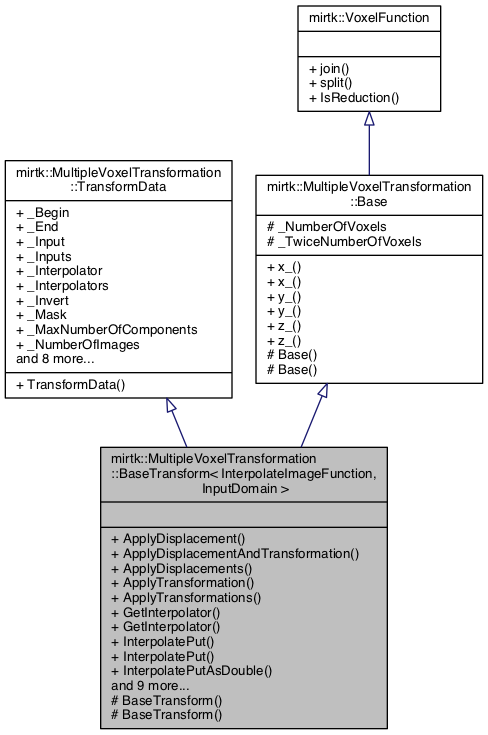 mirtk::VoxelFunction
+ join()
+ split()
+ IsReduction()
mirtk::MultipleVoxelTransformation
::TransformData
+ _Begin
+ _End
+ _Input
+ _Inputs
+ _Interpolator
+ _Interpolators
+ _Invert
+ _Mask
+ _MaxNumberOfComponents
+ _NumberOfImages
and 8 more...
+ TransformData()
mirtk::MultipleVoxelTransformation
::Base
# _NumberOfVoxels
# _TwiceNumberOfVoxels
+ x_()
+ x_()
+ y_()
+ y_()
+ z_()
+ z_()
# Base()
# Base()
mirtk::MultipleVoxelTransformation
::BaseTransform< InterpolateImageFunction,
InputDomain >
+ ApplyDisplacement()
+ ApplyDisplacementAndTransformation()
+ ApplyDisplacements()
+ ApplyTransformation()
+ ApplyTransformations()
+ GetInterpolator()
+ GetInterpolator()
+ InterpolatePut()
+ InterpolatePut()
+ InterpolatePutAsDouble()
and 9 more...
# BaseTransform()
# BaseTransform()